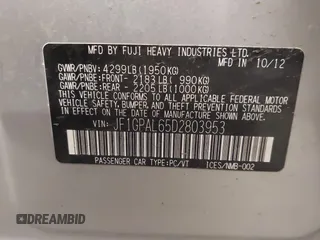 MFD BY FUJI HEAVY INDUSTRIES LTD. 10/12
GVWR/PNBV: 4299LB(1950KG)
GAWR/PNBE:FRONT- 2183LB( 990KG)
GAWR/PNBE:REAR - 2205LB(1000KG)
THIS VEHICLE CONFORMS TO ALL APPLICABLE
FEDERAL MOTOR VEHICLE SAFETY, BUMPER,
AND THEFT PREVENTION STANDARDS IN
EFFECT ON THE DATE OF MANUFACTURE
SHOWN ABOVE.
VIN: JF1GPAL65D2803953
PASSENGER CAR TYPE:PC/VT ICES/NMB-002
© DREAMBID.COM